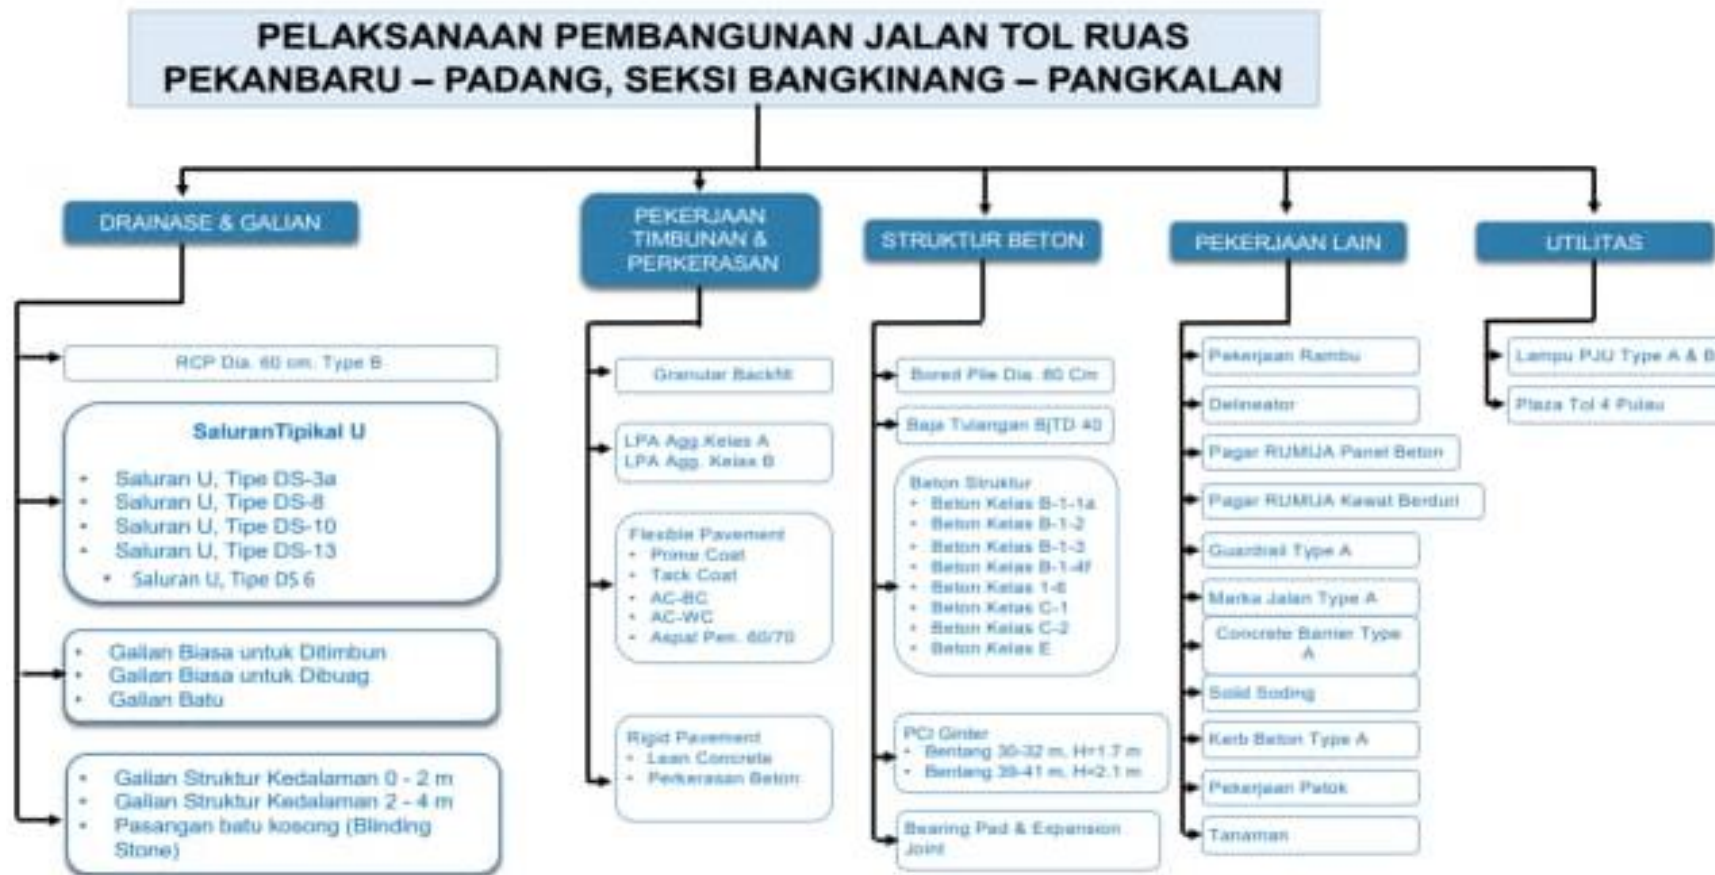 PELAKSANAAN PEMBANGUNAN JALAN TOL RUAS
PEKANBARU – PADANG, SEKSI BANGKINANG – PANGKALAN
DRAINASE & GALIAN
RCP Dia. 60 cm. Type B
SaluranTipikal U
• Saluran U, Tipe DS-3a
• Saluran U, Tipe DS-8
• Saluran U, Tipe DS-10
• Saluran U, Tipe DS-13
• Saluran U, Tipe DS 6
• Galian Biasa untuk Ditimbun
• Galian Biasa untuk Dibuag
• Galian Batu
• Galian Struktur Kedalaman 0 - 2 m
• Galian Struktur Kedalaman 2 - 4 m
• Pasangan batu kosong (Blinding
Stone)
PEKERJAAN
TIMBUNAN &
PERKERASAN
Granular Backfill
LPA Agg.Kelas A
LPA Agg. Kelas B
Flexible Pavement
• Prime Coat
• Tack Coat
• AC-BC
• AC-WC
• Aspal Pen. 60/70
Rigid Pavement
• Lean Concrete
• Perkerasan Beton
STRUKTUR BETON
Bored Pile Dia. 80 Cm
Baja Tulangan BjTD 40
Beton Struktur
• Beton Kelas B-1-1a
• Beton Kelas B-1-2
• Beton Kelas B-1-3
• Beton Kelas B-1-4f
• Beton Kelas 1-6
• Beton Kelas C-1
• Beton Kelas C-2
• Beton Kelas E
PCI Girder
• Bentang 30-32 m. H=1.7 m
• Bentang 39-41 m. H=2.1 m
Bearing Pad & Expansion
Joint
PEKERJAAN LAIN
Pekerjaan Rambu
Delineator
Pagar RUMIJA Panel Beton
Pagar RUMIJA Kawat Berduri
Guardrail Type A
Marka Jalan Type A
Concrete Barrier Type
A
Solid Soding
Kerb Beton Type A
Pekerjaan Patok
Tanaman
UTILITAS
Lampu PJU Type A & B
Plaza Tol 4 Pulau